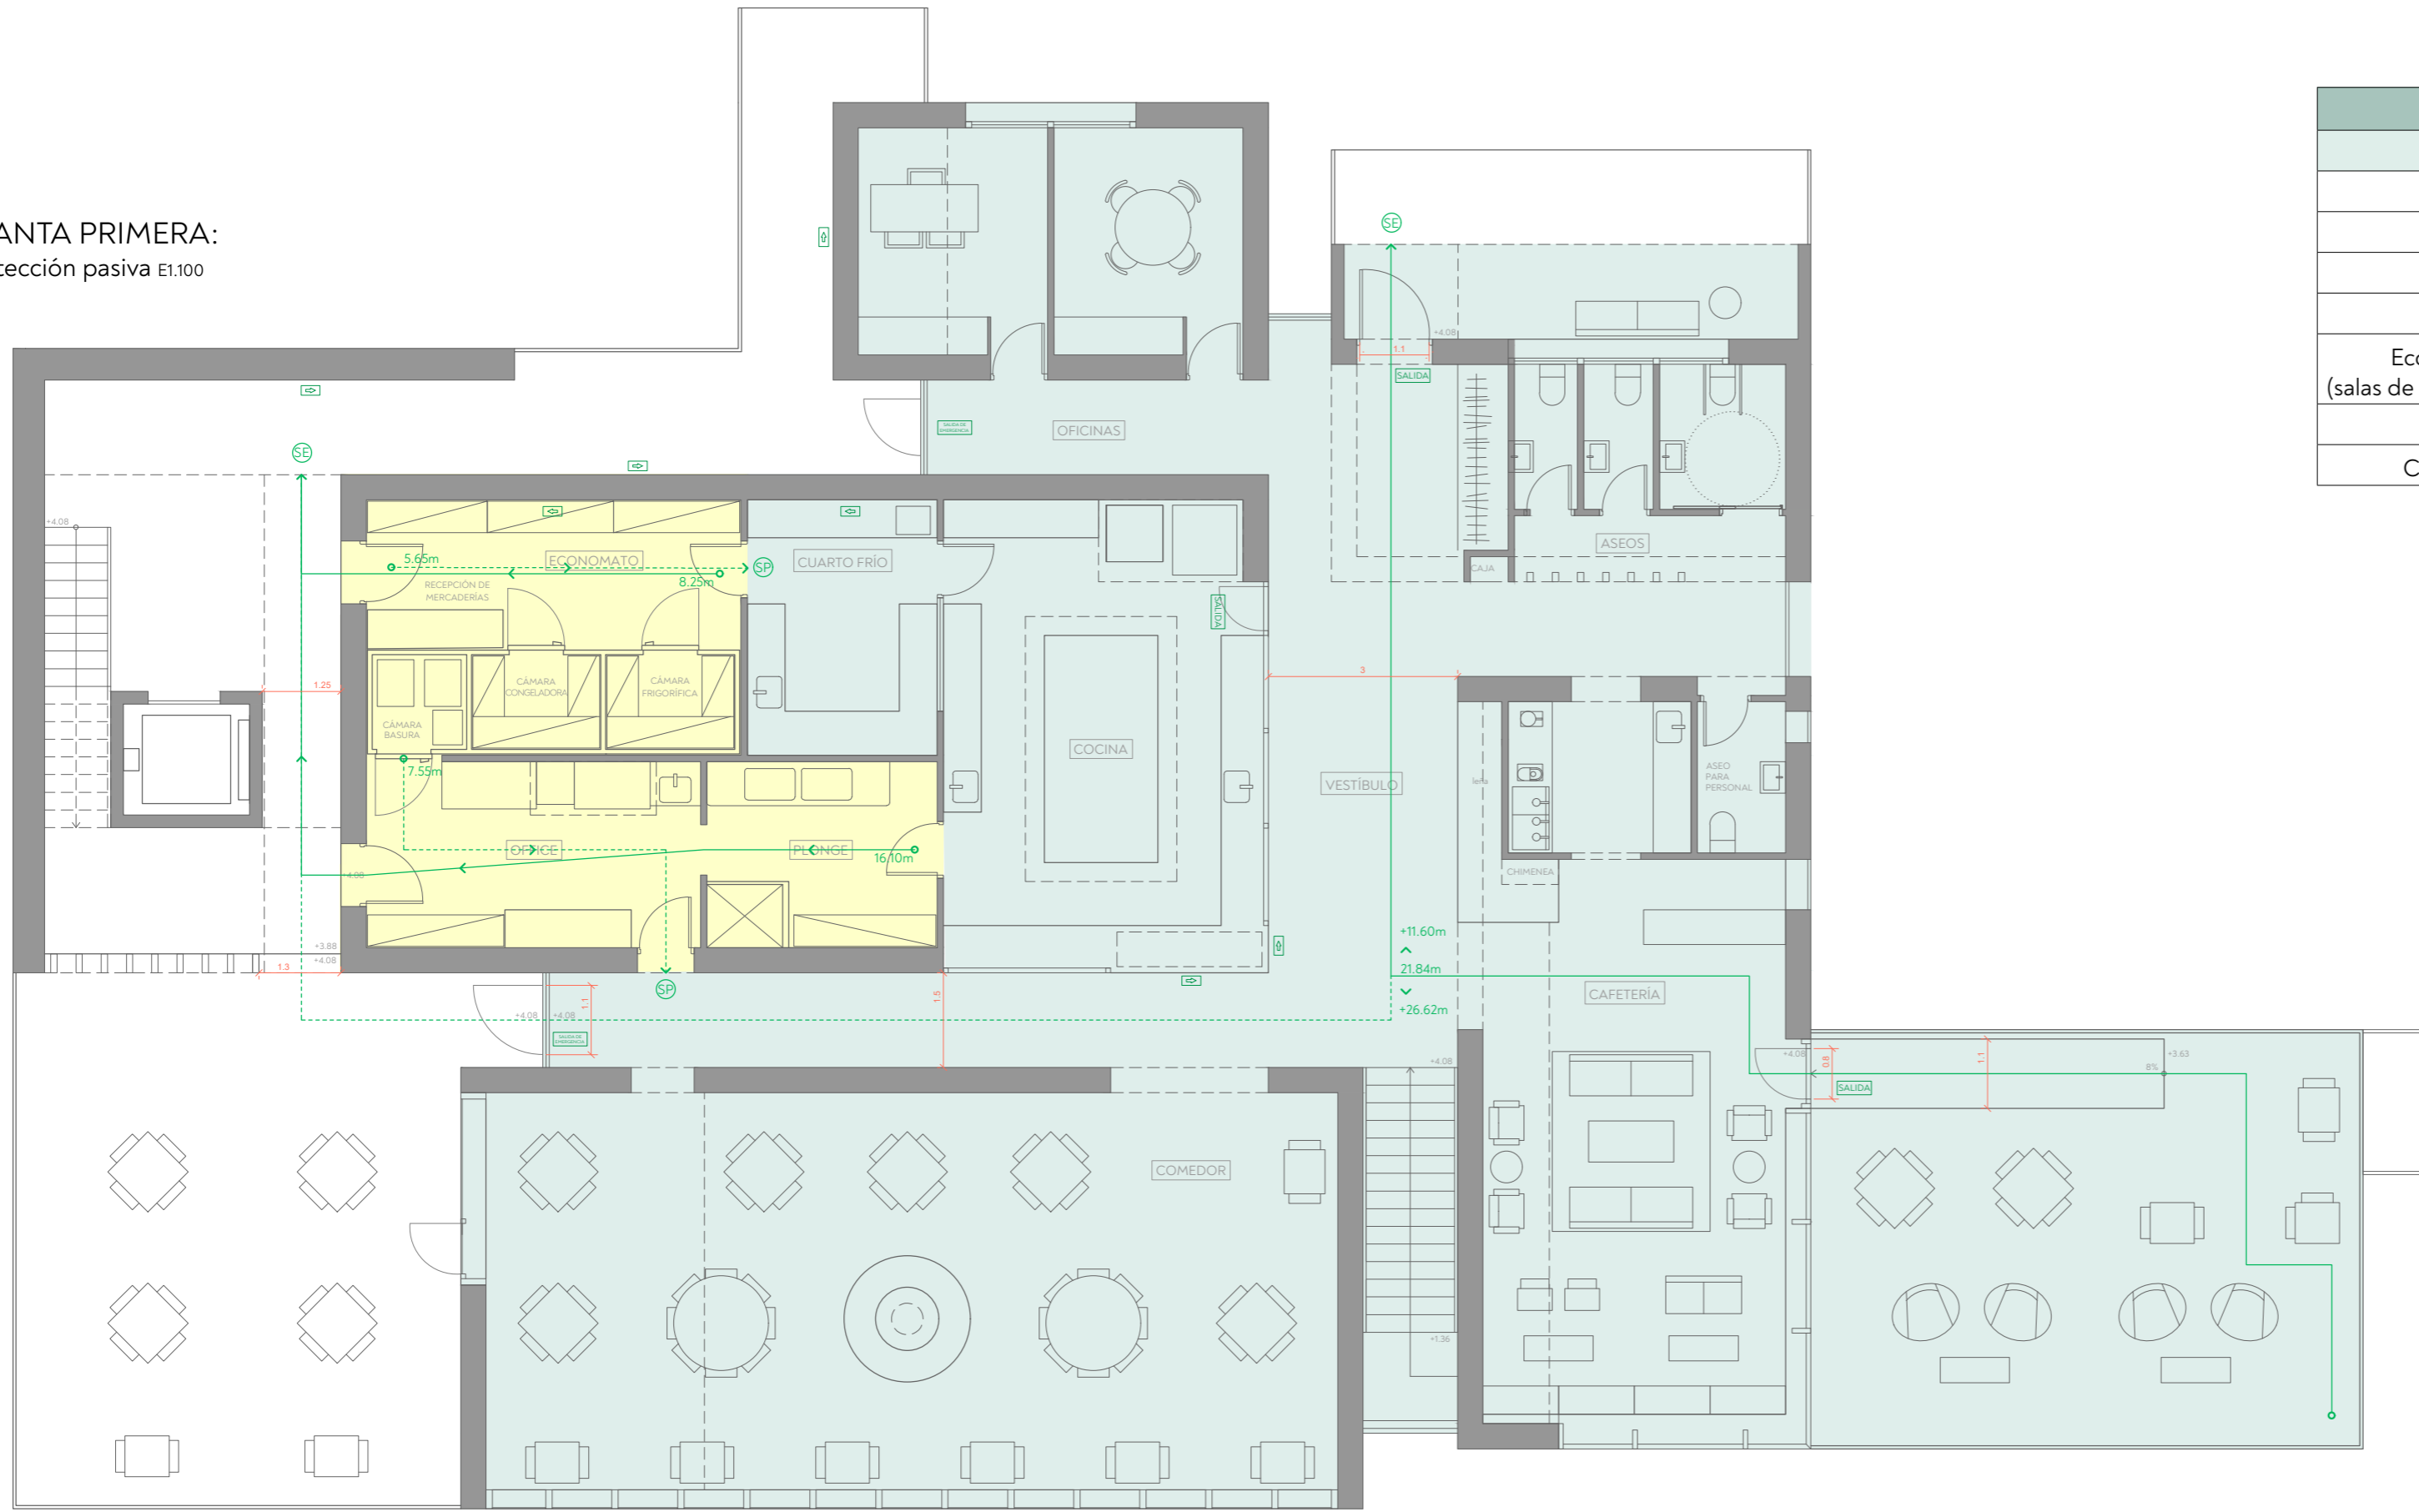 ANTA PRIMERA:
tección pasiva E1.100
Eco
(salas de
C
SE
+4.08
1.1
SALIDA
OFICINAS
SALIDA DE
EMERGENCIA
SE
+4.08
ECONOMATO
5.65m
8.25m
SP
CUARTO FRÍO
RECEPCIÓN DE
MERCADERÍAS
SALIDA
CAJA
ASEOS
CÁMARA
CONGELADORA
CÁMARA
FRIGORÍFICA
CÁMARA
BASURA
1.25
3
COCINA
VESTÍBULO
leña
ASEO
PARA
PERSONAL
7.55m
OFFICE
PLONGE
16.10m
+4.08
CHIMENEA
+3.88
+4.08
1.3
SP
1.5
1.1
+4.08
+4.08
SALIDA DE
EMERGENCIA
+11.60m
21.84m
+26.62m
CAFETERÍA
+4.08
+4.08
0.8
SALIDA
1.1
8%
+3.63
COMEDOR
+1.36